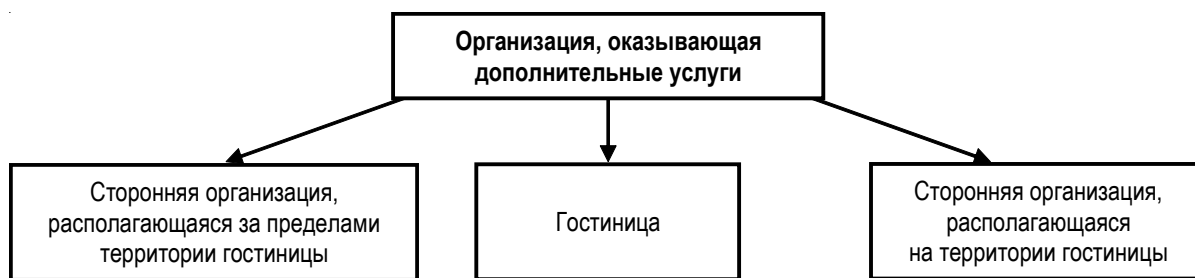 Организация, оказывающая
дополнительные услуги
Сторонняя организация,
располагающаяся за пределами
территории гостиницы
Гостиница
Сторонняя организация,
располагающаяся
на территории гостиницы